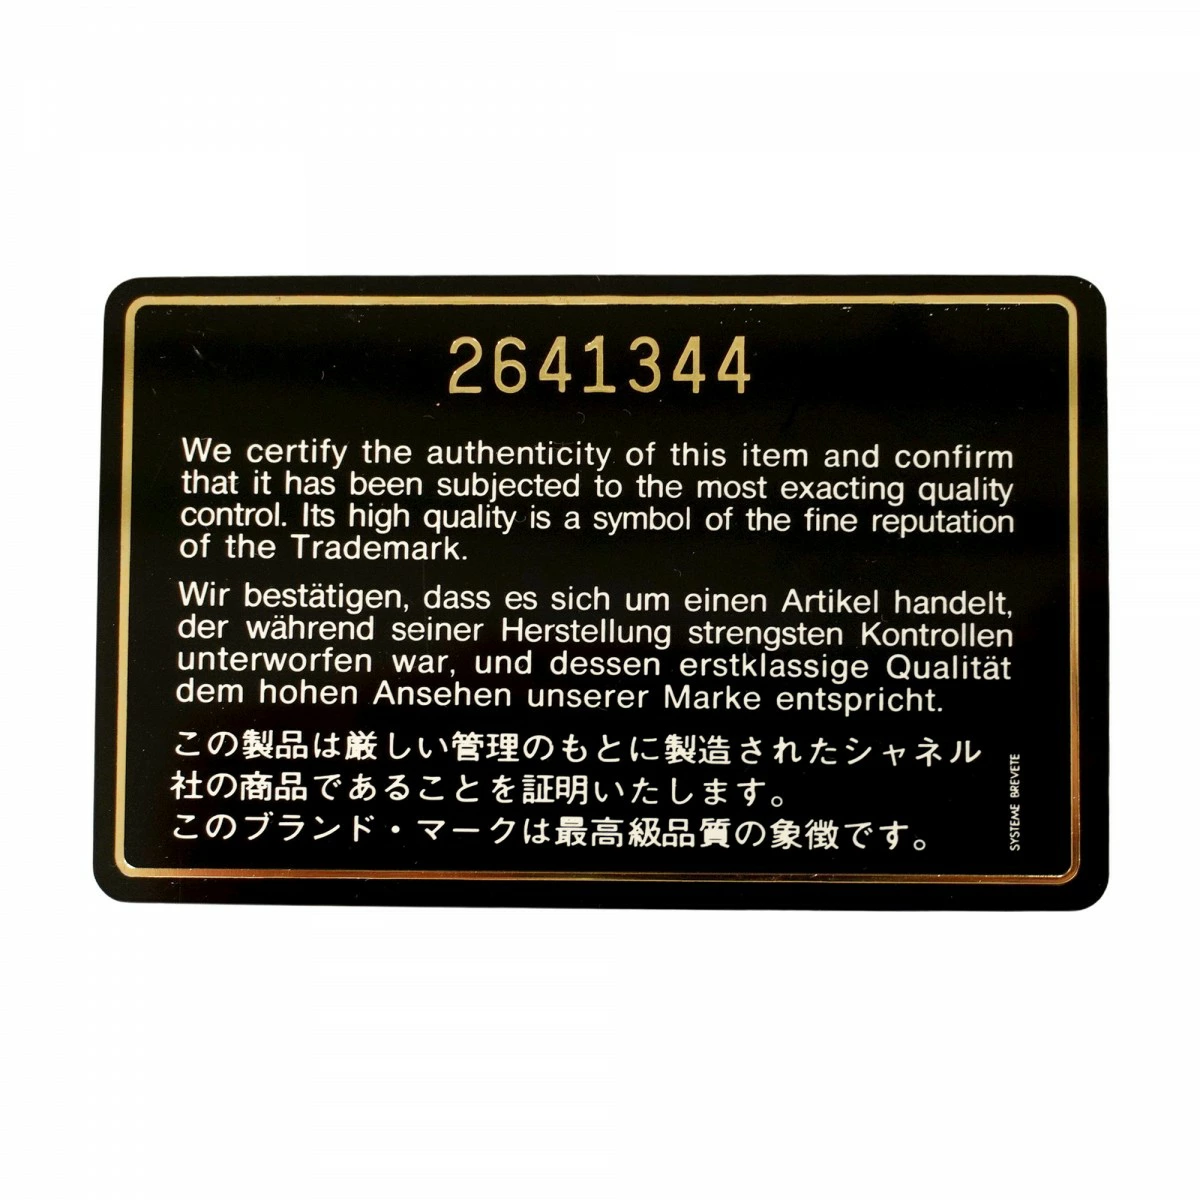 2641344
We certify the authenticity of this item and confirm
that it has been subjected to the most exacting quality
control. Its high quality is a symbol of the fine reputation
of the Trademark.
Wir bestätigen, dass es sich um einen Artikel handelt,
der während seiner Herstellung strengsten Kontrollen
unterworfen war, und dessen erstklassige Qualität
dem hohen Ansehen unserer Marke entspricht.
この製品は厳しい管理のもとに製造されたシャネル
社の商品であることを証明いたします。
このブランド・マークは最高級品質の象徴です。
SYSTEME BREVETE